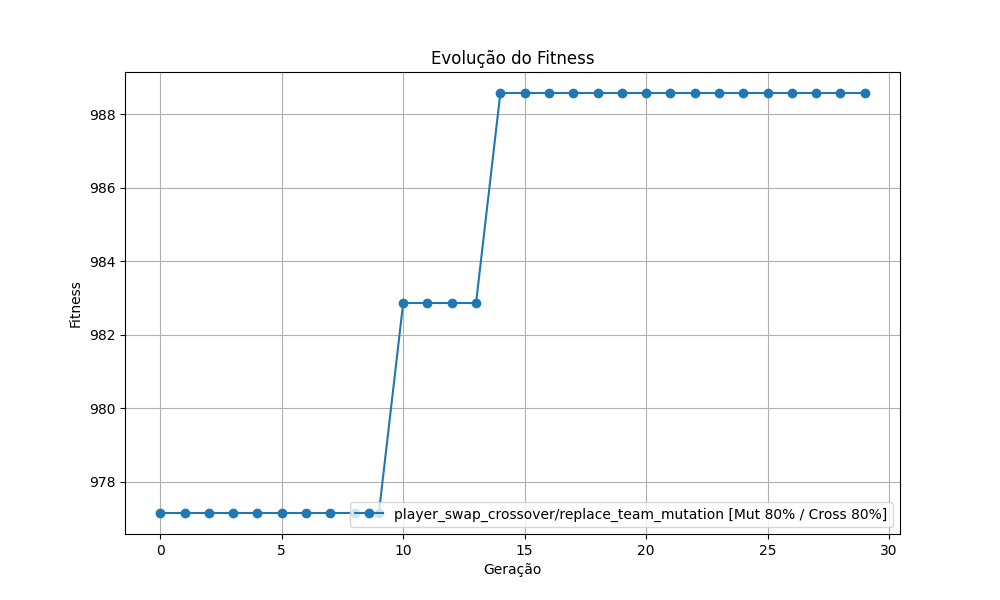 Evolução do Fitness
Fitness
988
986
984
982
980
978
player_swap_crossover/replace_team_mutation [Mut 80% / Cross 80%]
0 5 10 15 20 25 30
Geração